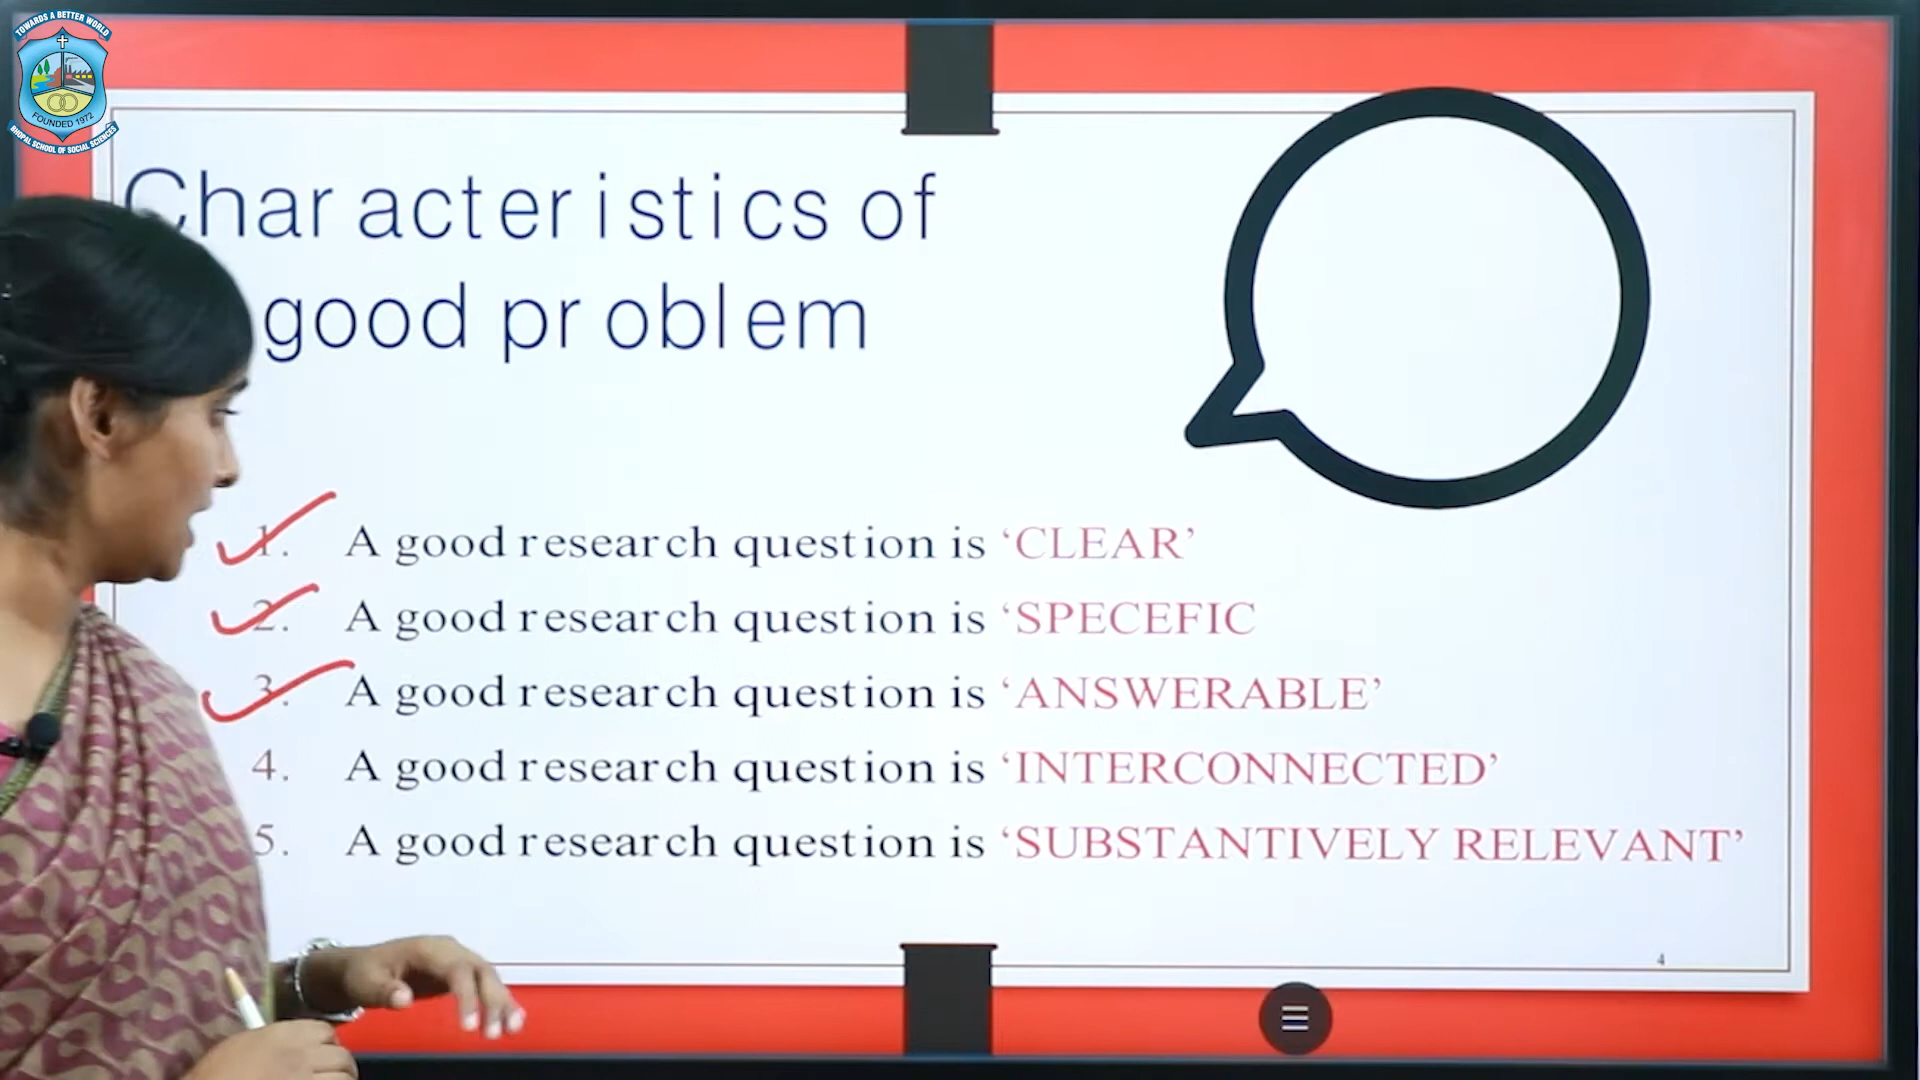 TOWARDS A BETTER WORLD
FOUNDED 1972
BHOPAL SCHOOL OF SOCIAL SCIENCES
Characteristics of
good problem
1. A good research question is ‘CLEAR’
2. A good research question is ‘SPECEFIC
3. A good research question is ‘ANSWERABLE’
4. A good research question is ‘INTERCONNECTED’
5. A good research question is ‘SUBSTANTIVELY RELEVANT’
4